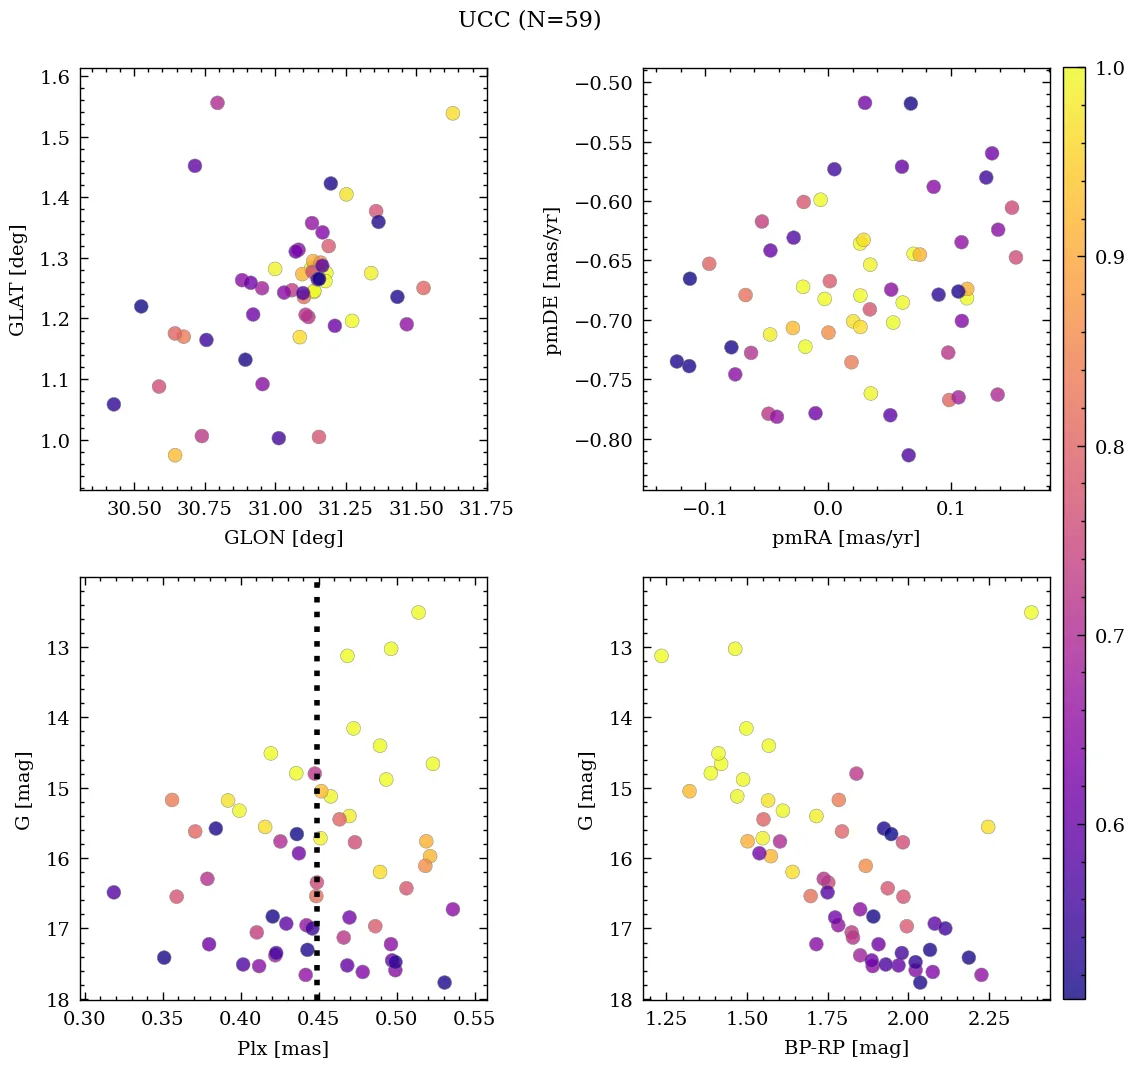 UCC (N=59)
1.6
1.5
1.4
1.3
1.2
1.1
1.0
GLAT [deg]
30.50 30.75 31.00 31.25 31.50 31.75
GLON [deg]
−0.50
−0.55
−0.60
−0.65
−0.70
−0.75
−0.80
pmDE [mas/yr]
−0.1 0.0 0.1
pmRA [mas/yr]
1.0
0.9
0.8
0.7
0.6
13
14
15
16
17
18
G [mag]
0.30 0.35 0.40 0.45 0.50 0.55
Plx [mas]
13
14
15
16
17
18
G [mag]
1.25 1.50 1.75 2.00 2.25
BP-RP [mag]